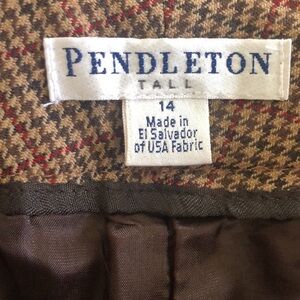 PENDLETON
TALL
14
Made in
El Salvador
of USA Fabric